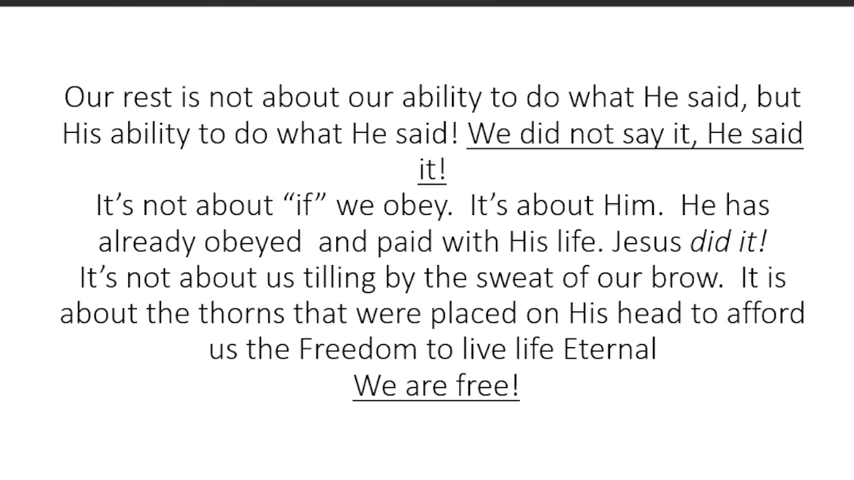 Our rest is not about our ability to do what He said, but
His ability to do what He said! We did not say it, He said
it!
It’s not about “if” we obey.  It’s about Him.  He has
already obeyed  and paid with His life. Jesus did it!
It’s not about us tilling by the sweat of our brow.  It is
about the thorns that were placed on His head to afford
us the Freedom to live life Eternal
We are free!